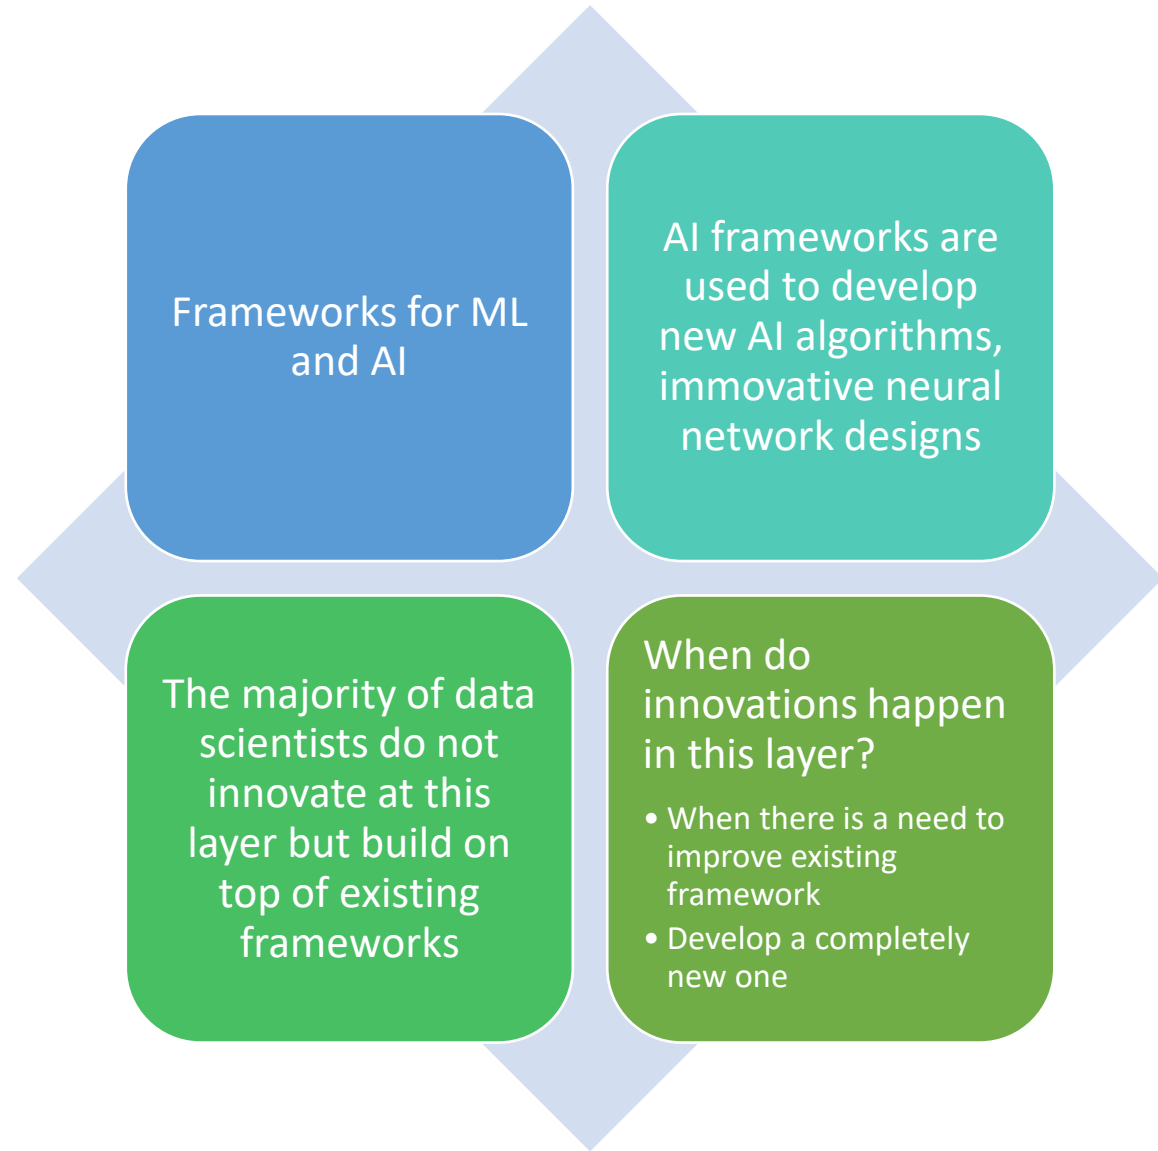 Frameworks for ML
and AI
AI frameworks are
used to develop
new AI algorithms,
immovative neural
network designs
The majority of data
scientists do not
innovate at this
layer but build on
top of existing
frameworks
When do
innovations happen
in this layer?
• When there is a need to
improve existing
framework
• Develop a completely
new one